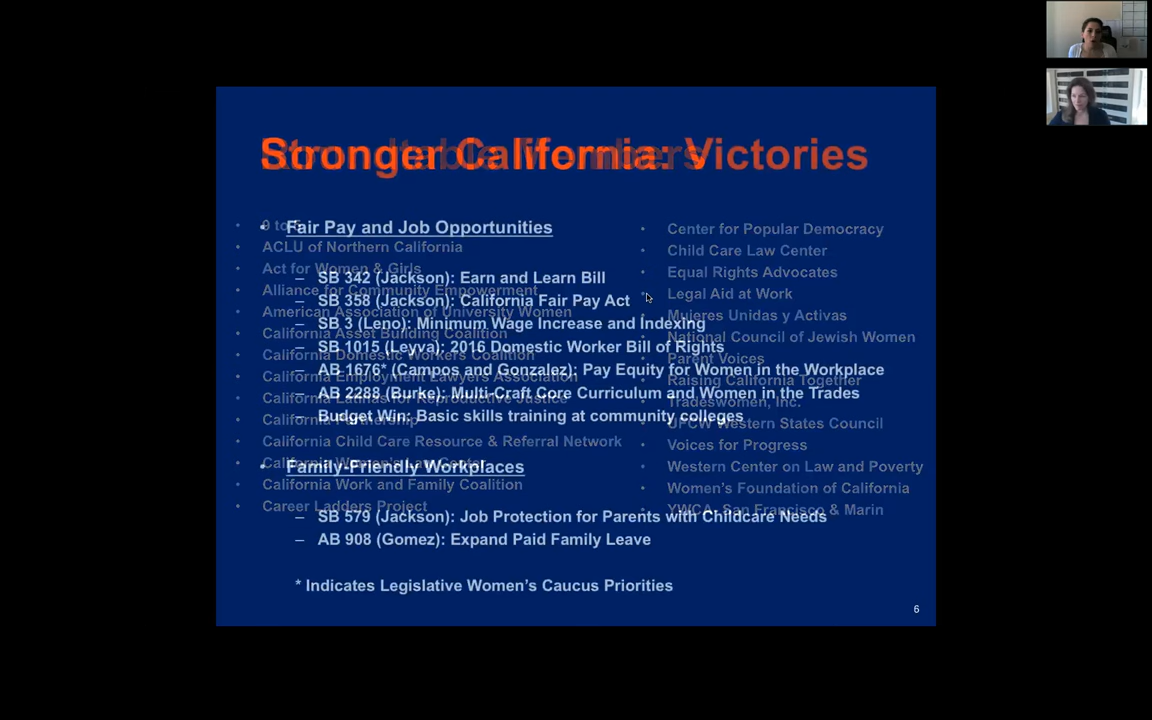 Stronger California: Victories
• Fair Pay and Job Opportunities
– SB 342 (Jackson): Earn and Learn Bill
– SB 358 (Jackson): California Fair Pay Act
– SB 3 (Leno): Minimum Wage Increase and Indexing
– SB 1015 (Leyva): 2016 Domestic Worker Bill of Rights
– AB 1676* (Campos and Gonzalez): Pay Equity for Women in the Workplace
– AB 2288 (Burke): Multi-Craft Core Curriculum and Women in the Trades
– Budget Win: Basic skills training at community colleges
• Family-Friendly Workplaces
– SB 579 (Jackson): Job Protection for Parents with Childcare Needs
– AB 908 (Gomez): Expand Paid Family Leave
* Indicates Legislative Women's Caucus Priorities
• 9 to 5
• ACLU of Northern California
• Act for Women & Girls
• Alliance for Community Empowerment
• American Association of University Women
• California Asset Building Coalition
• California Domestic Workers Coalition
• California Employment Lawyers Association
• California Latinas for Reproductive Justice
• California Partnership
• California Child Care Resource & Referral Network
• California Women's Law Center
• California Work and Family Coalition
• Career Ladders Project
• Center for Popular Democracy
• Child Care Law Center
• Equal Rights Advocates
• Legal Aid at Work
• Mujeres Unidas y Activas
• National Council of Jewish Women
• Parent Voices
• Raising California Together
• Tradeswomen, Inc.
• UFCW Western States Council
• Voices for Progress
• Western Center on Law and Poverty
• Women's Foundation of California
• YWCA- San Francisco & Marin
6